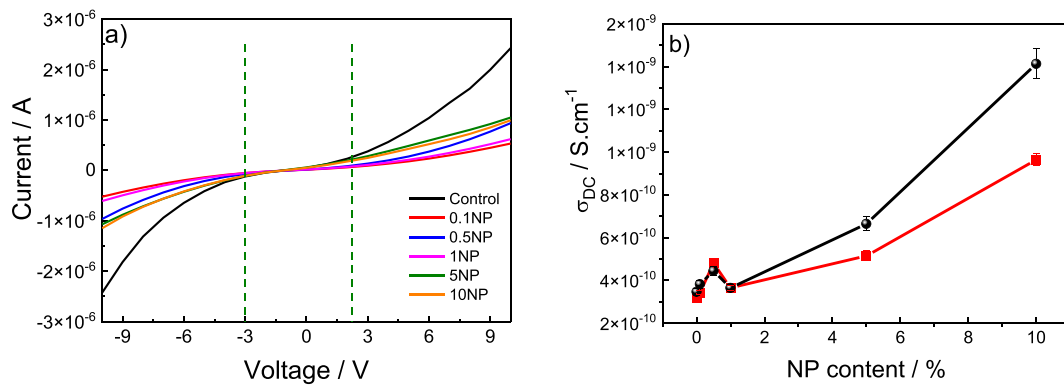 a)
Current / A
3×10⁻⁶
2×10⁻⁶
1×10⁻⁶
0
-1×10⁻⁶
-2×10⁻⁶
-3×10⁻⁶
-9 -6 -3 0 3 6 9
Voltage / V
Control
0.1NP
0.5NP
1NP
5NP
10NP
b)
σDC / S.cm⁻¹
1×10⁻⁹
1×10⁻⁹
1×10⁻⁹
8×10⁻¹⁰
6×10⁻¹⁰
4×10⁻¹⁰
2×10⁻¹⁰
0 2 4 6 8 10
NP content / %